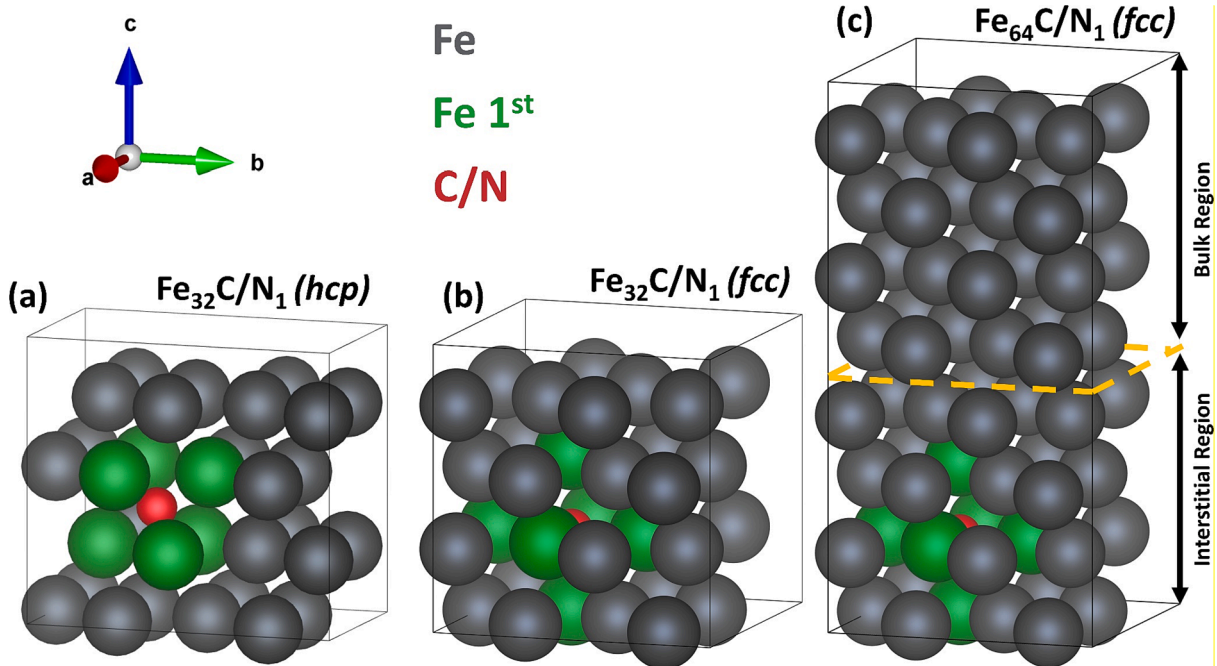 c
a
b
Fe
Fe 1st
C/N
(a) Fe32C/N1 (hcp)
(b) Fe32C/N1 (fcc)
(c) Fe64C/N1 (fcc)
Bulk Region
Interstitial Region